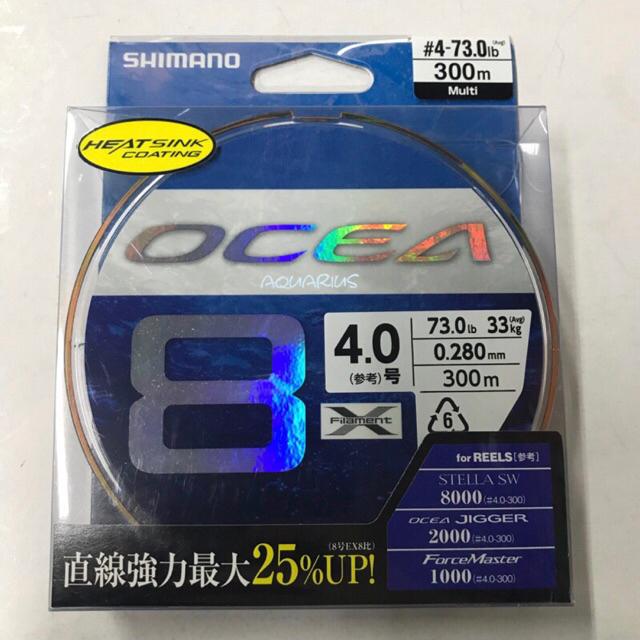 SHIMANO
#4-73.0lb (Avg)
300m
Multi
HEATSINK
COATING
OCEA
AQUARIUS
8
4.0
(参考)号
73.0lb 33kg (Avg)
0.280mm
300m
X
Filament
6
for REELS[参考]
STELLA SW
8000(#4.0-300)
OCEA JIGGER
2000(#4.0-300)
ForceMaster
1000(#4.0-300)
(8号EX8比)
直線強力最大25%UP!